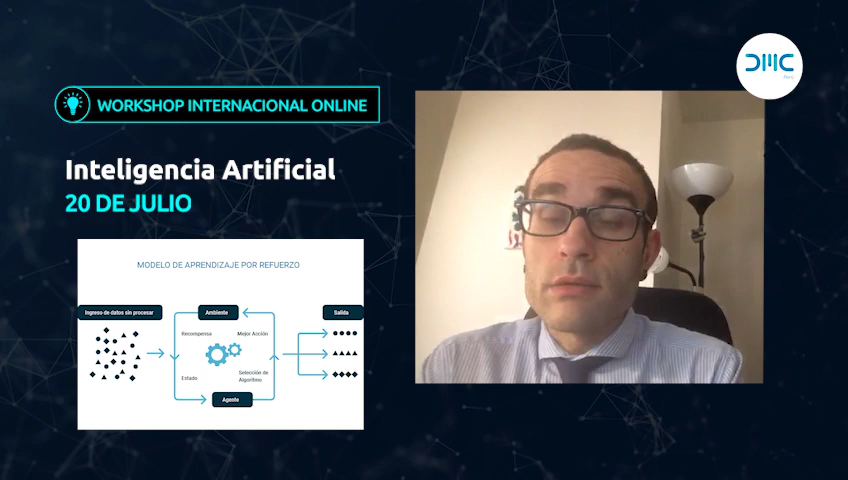 DMC
Perú
WORKSHOP INTERNACIONAL ONLINE
Inteligencia Artificial
20 DE JULIO
MODELO DE APRENDIZAJE POR REFUERZO
Ingreso de datos sin procesar
Ambiente
Salida
Recompensa
Mejor Acción
Estado
Selección de
Algoritmo
Agente